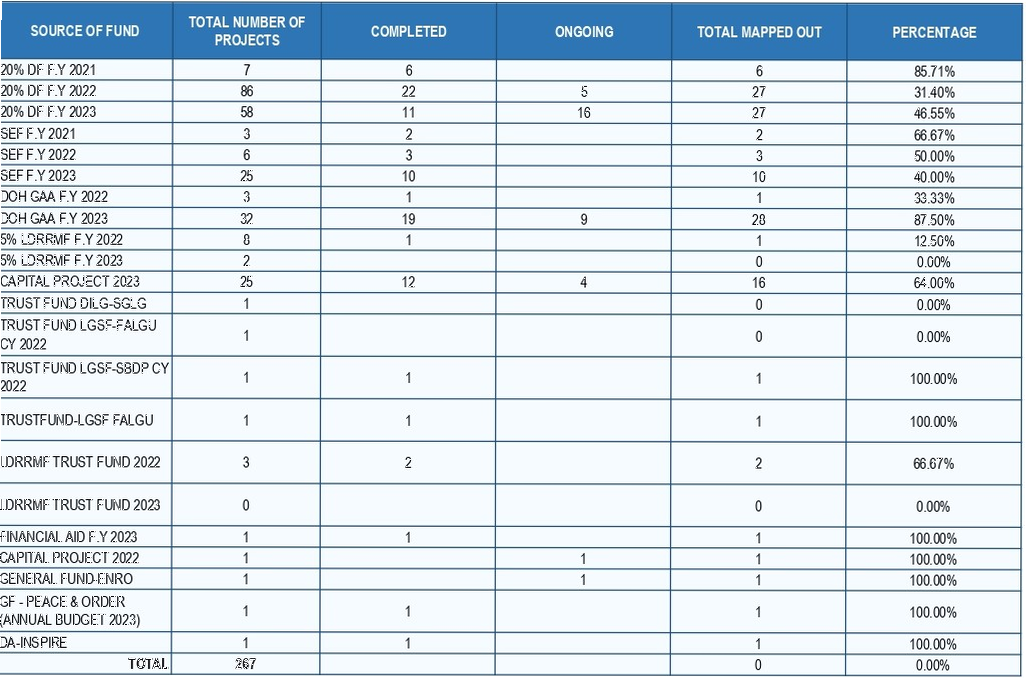 SOURCE OF FUND TOTAL NUMBER OF PROJECTS COMPLETED ONGOING TOTAL MAPPED OUT PERCENTAGE
20% DF F.Y 2021 7 6 6 85.71%
20% DF F.Y 2022 86 22 5 27 31.40%
20% DF F.Y 2023 58 11 16 27 46.55%
SEF F.Y 2021 3 2 2 66.67%
SEF F.Y 2022 6 3 3 50.00%
SEF F.Y 2023 25 10 10 40.00%
DOH GAA F.Y 2022 3 1 1 33.33%
DOH GAA F.Y 2023 32 19 9 28 87.50%
5% LDRRMF F.Y 2022 8 1 1 12.50%
5% LDRRMF F.Y 2023 2 0 0.00%
CAPITAL PROJECT 2023 25 12 4 16 64.00%
TRUST FUND DILG-SGLG 1 0 0.00%
TRUST FUND LGSF-FALGU
CY 2022 1 0 0.00%
TRUST FUND LGSF-SBDP CY
2022 1 1 1 100.00%
TRUSTFUND-LGSF FALGU 1 1 1 100.00%
LDRRMF TRUST FUND 2022 3 2 2 66.67%
LDRRMF TRUST FUND 2023 0 0 0.00%
FINANCIAL AID F.Y 2023 1 1 1 100.00%
CAPITAL PROJECT 2022 1 1 1 100.00%
GENERAL FUND-ENRO 1 1 1 100.00%
GF - PEACE & ORDER
(ANNUAL BUDGET 2023) 1 1 1 100.00%
DA-INSPIRE 1 1 1 100.00%
TOTAL 267 0 0.00%